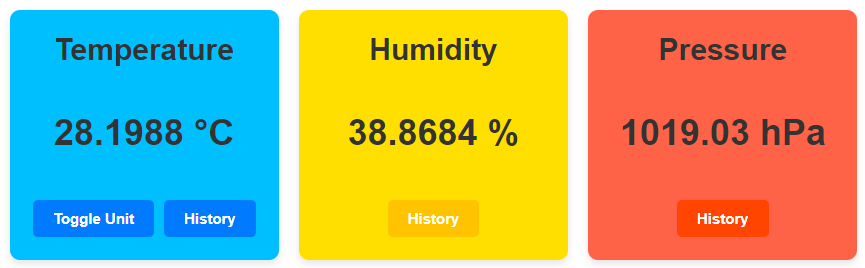 Temperature
28.1988 °C
Toggle Unit
History
Humidity
38.8684 %
History
Pressure
1019.03 hPa
History